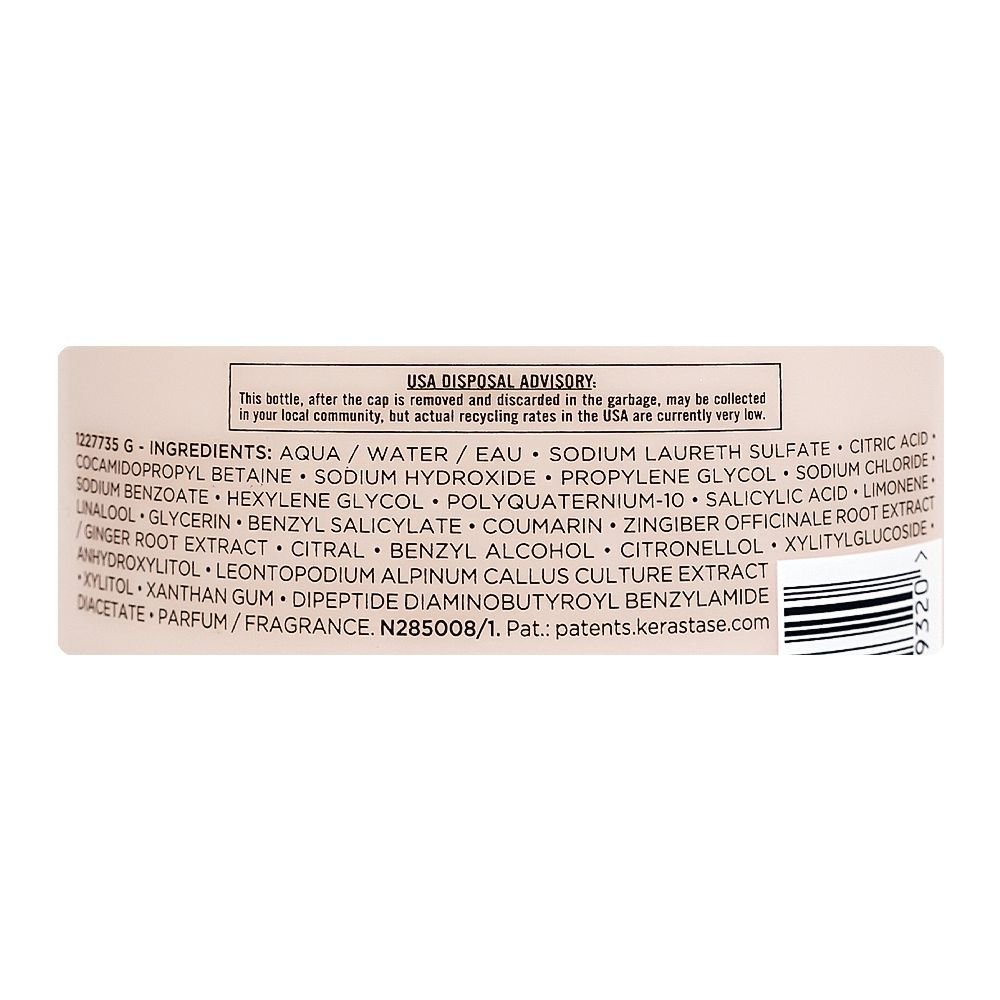 USA DISPOSAL ADVISORY:
This bottle, after the cap is removed and discarded in the garbage, may be collected
in your local community, but actual recycling rates in the USA are currently very low.
1227735 G - INGREDIENTS: AQUA / WATER / EAU • SODIUM LAURETH SULFATE • CITRIC ACID •
COCAMIDOPROPYL BETAINE • SODIUM HYDROXIDE • PROPYLENE GLYCOL • SODIUM CHLORIDE •
SODIUM BENZOATE • HEXYLENE GLYCOL • POLYQUATERNIUM-10 • SALICYLIC ACID • LIMONENE •
LINALOOL • GLYCERIN • BENZYL SALICYLATE • COUMARIN • ZINGIBER OFFICINALE ROOT EXTRACT
/ GINGER ROOT EXTRACT • CITRAL • BENZYL ALCOHOL • CITRONELLOL • XYLITYLGLUCOSIDE •
ANHYDROXYLITOL • LEONTOPODIUM ALPINUM CALLUS CULTURE EXTRACT
• XYLITOL • XANTHAN GUM • DIPEPTIDE DIAMINOBUTYROYL BENZYLAMIDE
DIACETATE • PARFUM / FRAGRANCE. N285008/1. Pat.: patents.kerastase.com
93201 >